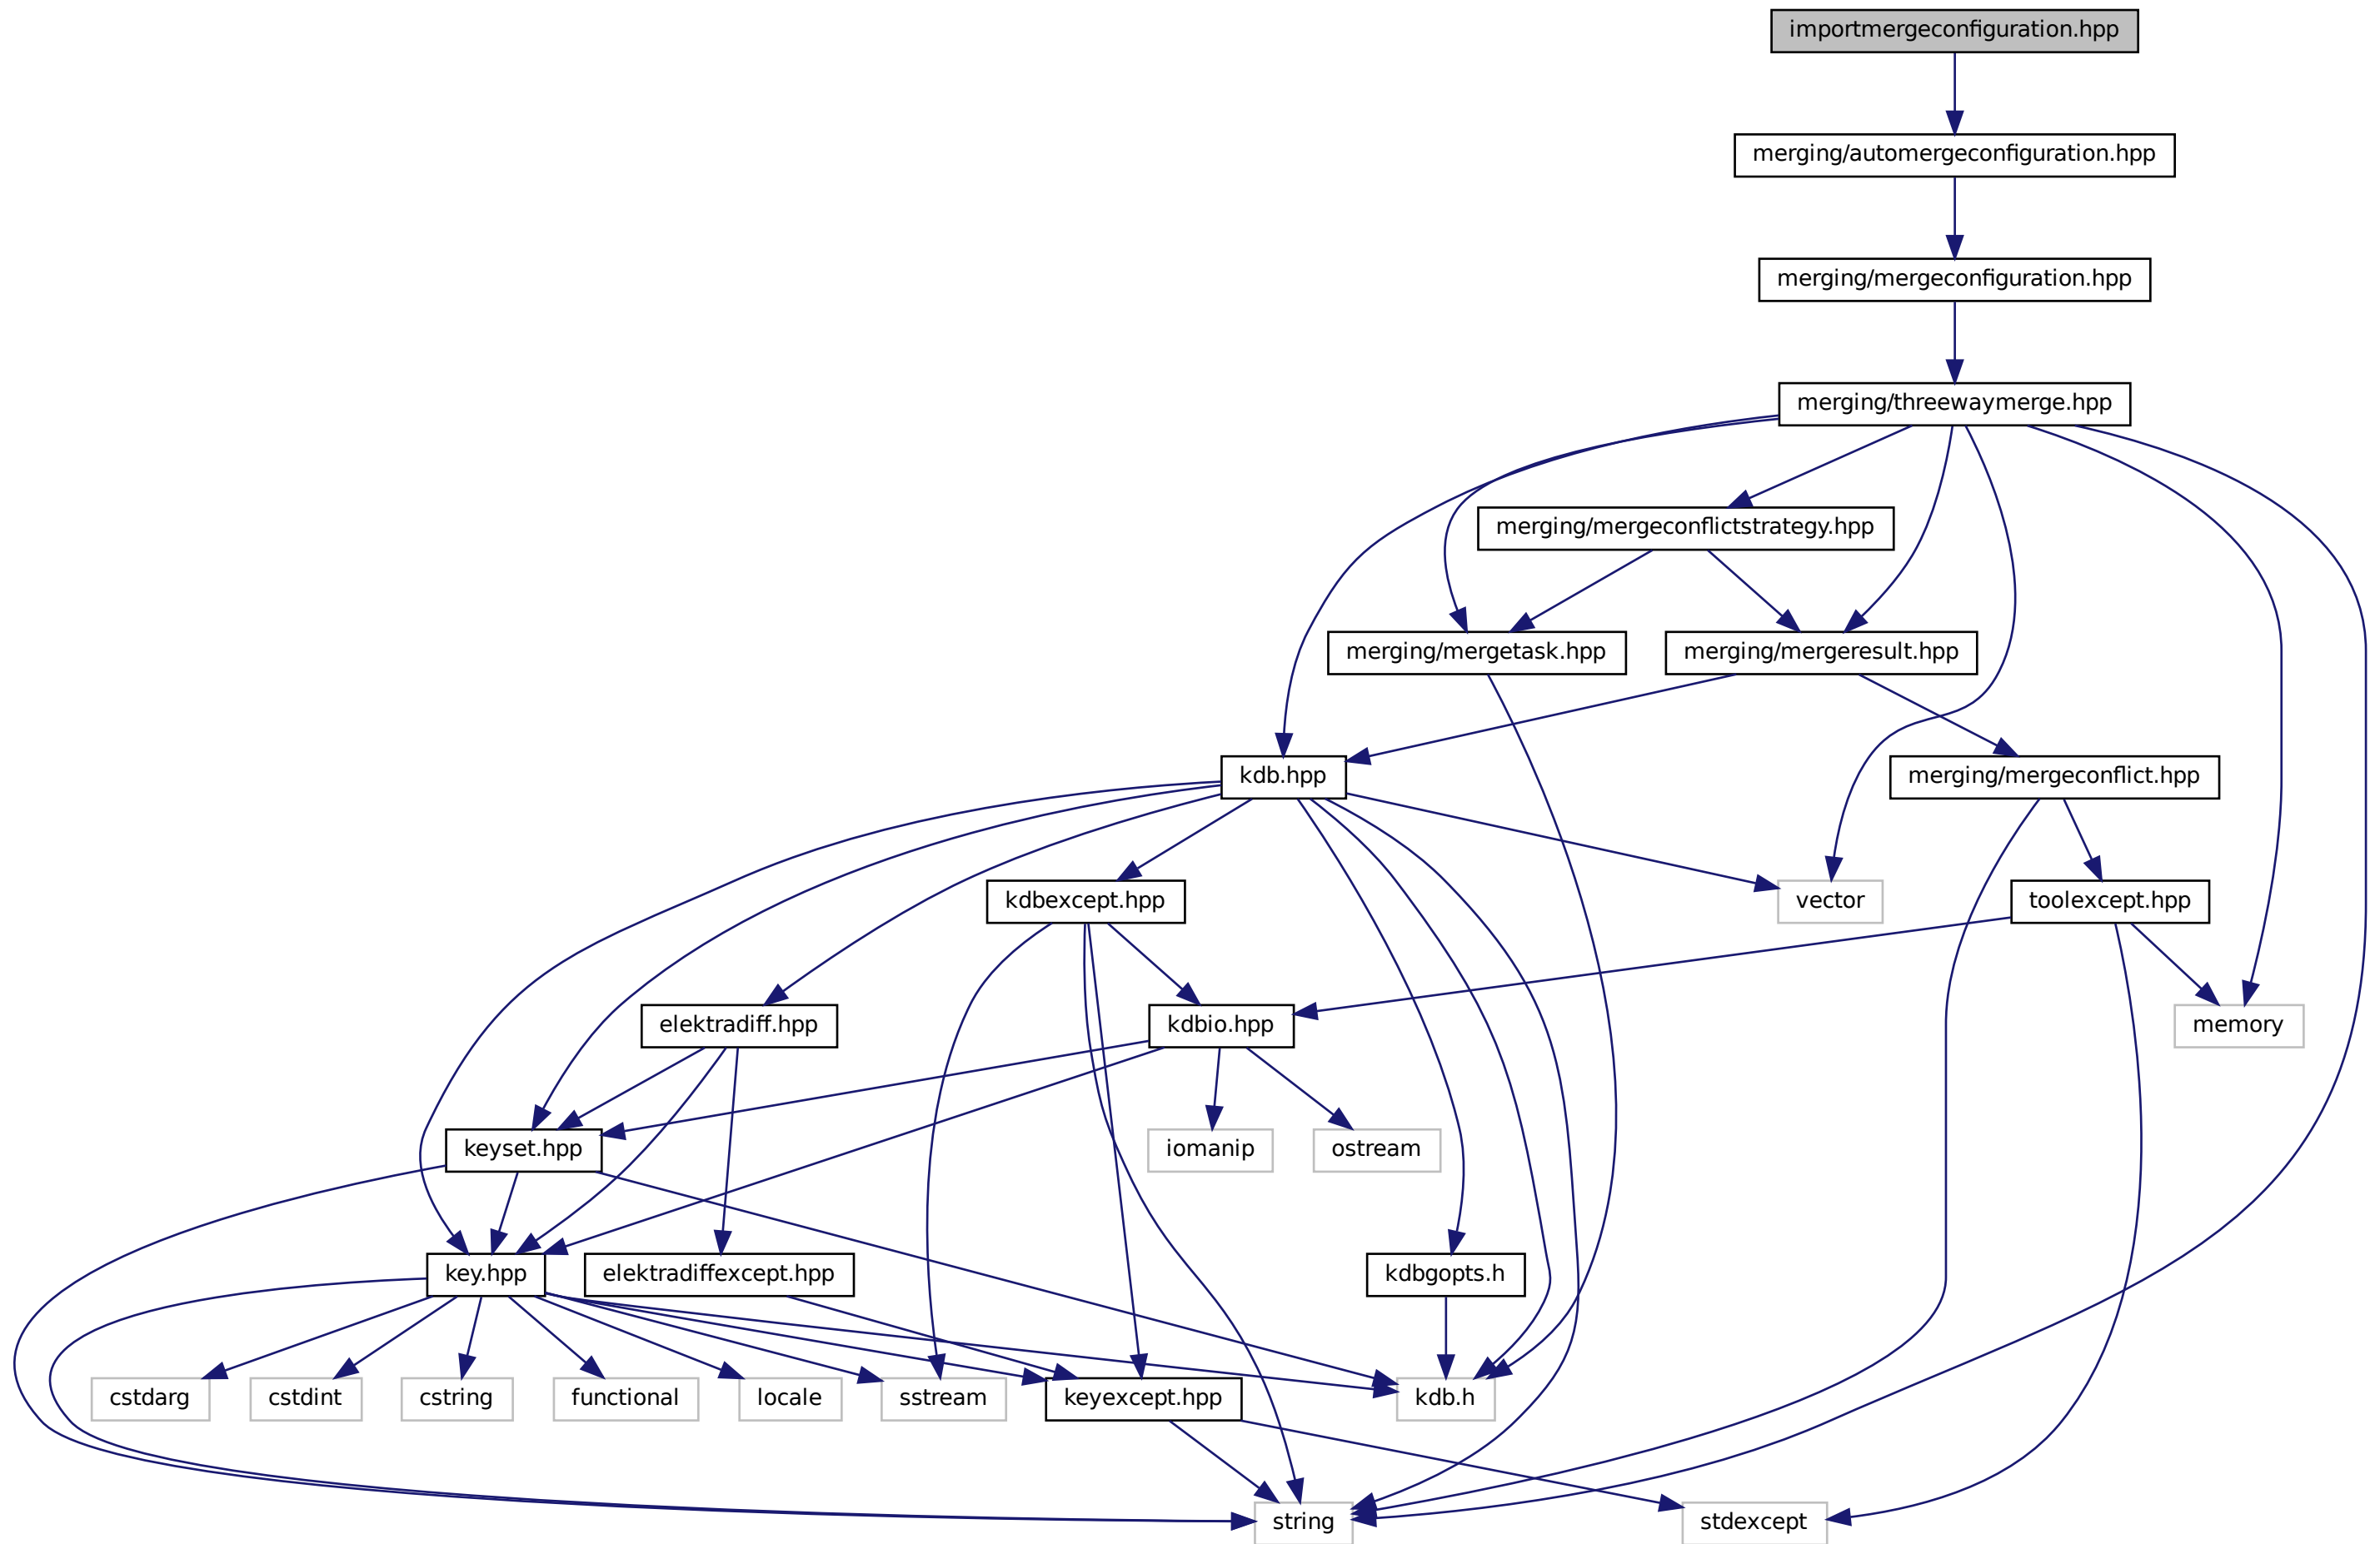 importmergeconfiguration.hpp
merging/automergeconfiguration.hpp
merging/mergeconfiguration.hpp
merging/threewaymerge.hpp
merging/mergeconflictstrategy.hpp
merging/mergetask.hpp
merging/mergeresult.hpp
kdb.hpp
merging/mergeconflict.hpp
kdbexcept.hpp
vector
toolexcept.hpp
elektradiff.hpp
kdbio.hpp
memory
keyset.hpp
iomanip
ostream
key.hpp
elektradiffexcept.hpp
kdbgopts.h
cstdarg
cstdint
cstring
functional
locale
sstream
keyexcept.hpp
kdb.h
string
stdexcept